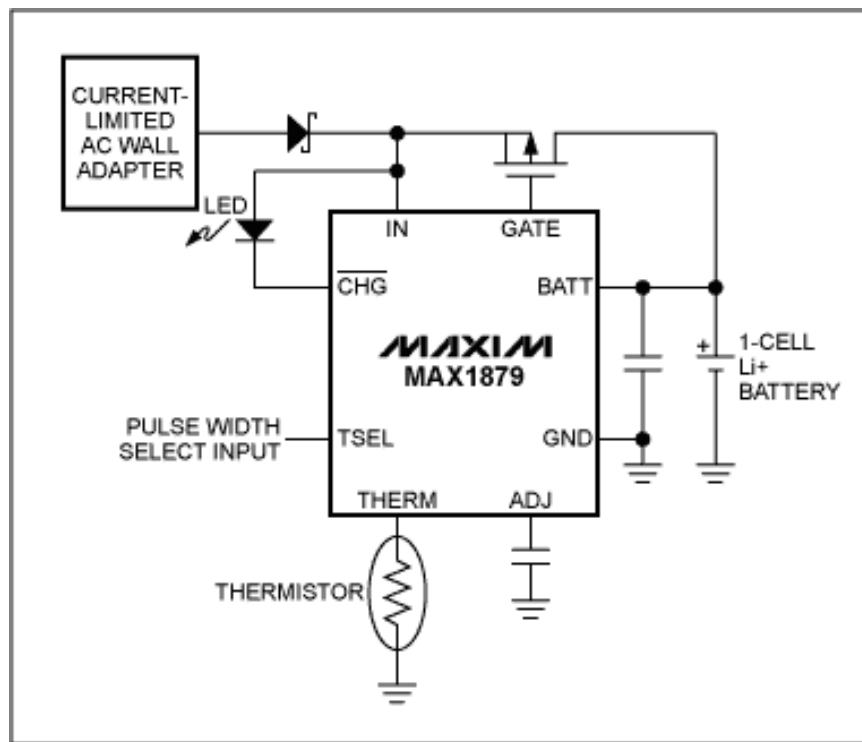 CURRENT-
LIMITED
AC WALL
ADAPTER
LED
IN
GATE
CHG
BATT
MAXIM
MAX1879
+
1-CELL
Li+
BATTERY
PULSE WIDTH
SELECT INPUT
TSEL
GND
THERM
ADJ
THERMISTOR